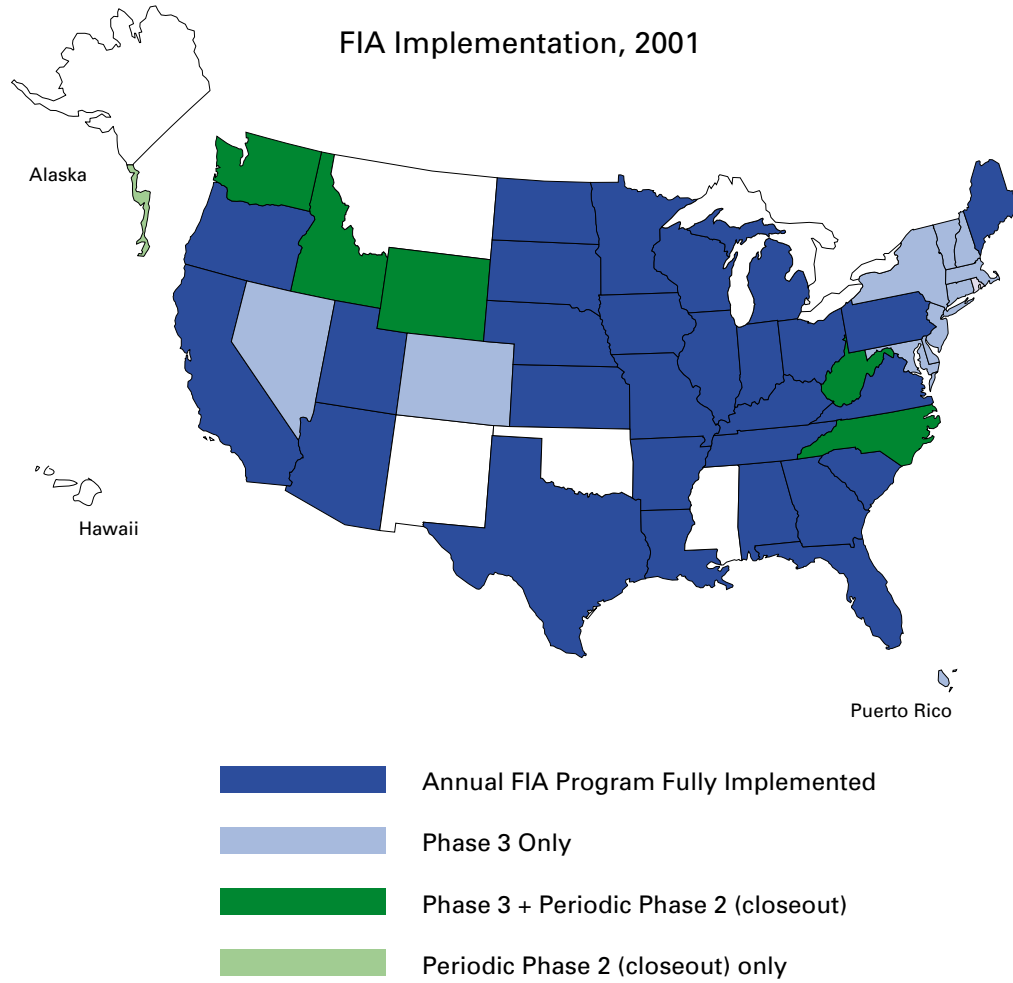 FIA Implementation, 2001
Alaska
Hawaii
Puerto Rico
Annual FIA Program Fully Implemented
Phase 3 Only
Phase 3 + Periodic Phase 2 (closeout)
Periodic Phase 2 (closeout) only